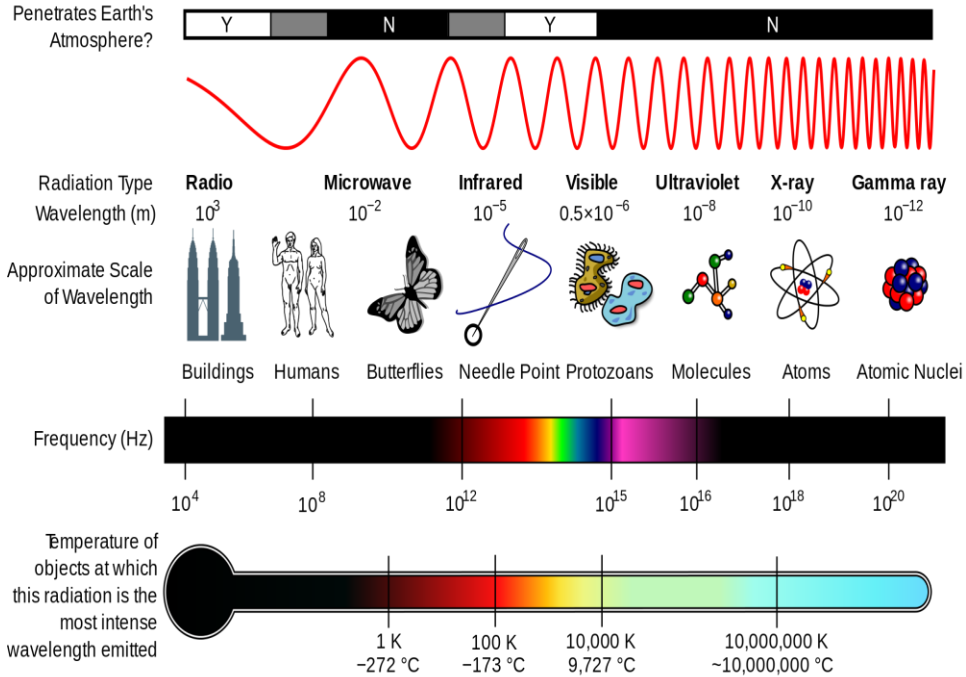 Penetrates Earth's
Atmosphere?
Y N Y N
Radiation Type Radio Microwave Infrared Visible Ultraviolet X-ray Gamma ray
Wavelength (m) 10³ 10⁻² 10⁻⁵ 0.5×10⁻⁶ 10⁻⁸ 10⁻¹⁰ 10⁻¹²
Approximate Scale
of Wavelength
Buildings Humans Butterflies Needle Point Protozoans Molecules Atoms Atomic Nuclei
Frequency (Hz)
10⁴ 10⁸ 10¹² 10¹⁵ 10¹⁶ 10¹⁸ 10²⁰
Temperature of
objects at which
this radiation is the
most intense
wavelength emitted
1 K 100 K 10,000 K 10,000,000 K
−272 °C −173 °C 9,727 °C ~10,000,000 °C